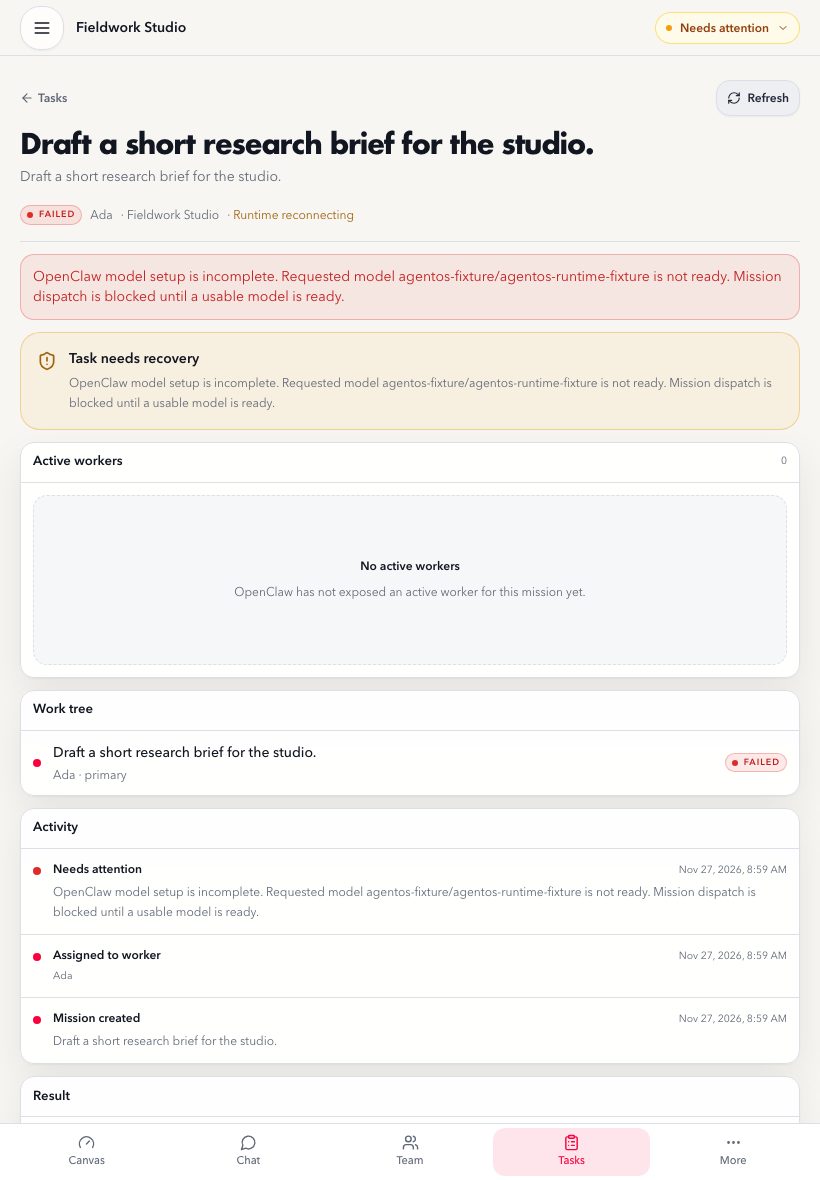 Fieldwork Studio
Needs attention
Tasks
Refresh
Draft a short research brief for the studio.
Draft a short research brief for the studio.
FAILED Ada · Fieldwork Studio · Runtime reconnecting
OpenClaw model setup is incomplete. Requested model agentos-fixture/agentos-runtime-fixture is not ready. Mission
dispatch is blocked until a usable model is ready.
Task needs recovery
OpenClaw model setup is incomplete. Requested model agentos-fixture/agentos-runtime-fixture is not ready. Mission dispatch is
blocked until a usable model is ready.
Active workers 0
No active workers
OpenClaw has not exposed an active worker for this mission yet.
Work tree
Draft a short research brief for the studio.
Ada · primary
FAILED
Activity
Needs attention Nov 27, 2026, 8:59 AM
OpenClaw model setup is incomplete. Requested model agentos-fixture/agentos-runtime-fixture is not ready. Mission dispatch is
blocked until a usable model is ready.
Assigned to worker Nov 27, 2026, 8:59 AM
Ada
Mission created Nov 27, 2026, 8:59 AM
Draft a short research brief for the studio.
Result
Canvas Chat Team Tasks More